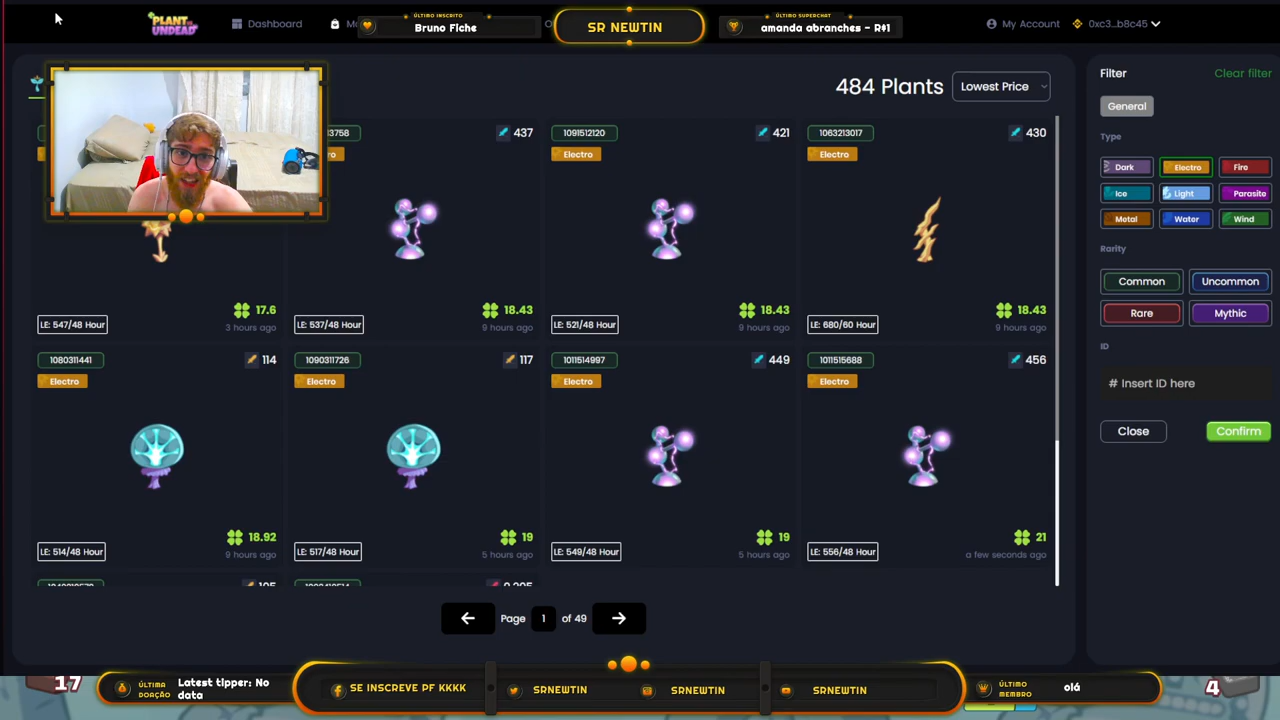 PLANT VS UNDEAD
Dashboard
ÚLTIMO INSCRITO
Bruno Fiche
SR NEWTIN
ÚLTIMO SUPERCHAT
amanda abranches - R$1
My Account
0xc3...b8c45
484 Plants
Lowest Price
Filter
Clear filter
General
Type
Dark Electro Fire
Ice Light Parasite
Metal Water Wind
Rarity
Common Uncommon
Rare Mythic
ID
# Insert ID here
Close Confirm
437
1091512120 421
1063213017 430
Electro
Electro
17.6
18.43
18.43
18.43
LE: 547/48 Hour 3 hours ago
LE: 537/48 Hour 9 hours ago
LE: 521/48 Hour 9 hours ago
LE: 680/60 Hour 9 hours ago
1080311441 114
1090311726 117
1011514997 449
1011515688 456
Electro
Electro
Electro
Electro
18.92
19
19
21
LE: 514/48 Hour 9 hours ago
LE: 517/48 Hour 5 hours ago
LE: 549/48 Hour 5 hours ago
LE: 556/48 Hour a few seconds ago
Page 1 of 49
17
ÚLTIMA DOAÇÃO
Latest tipper: No
data
SE INSCREVE PF KKKK
SRNEWTIN
SRNEWTIN
SRNEWTIN
ÚLTIMO MEMBRO
olá
4